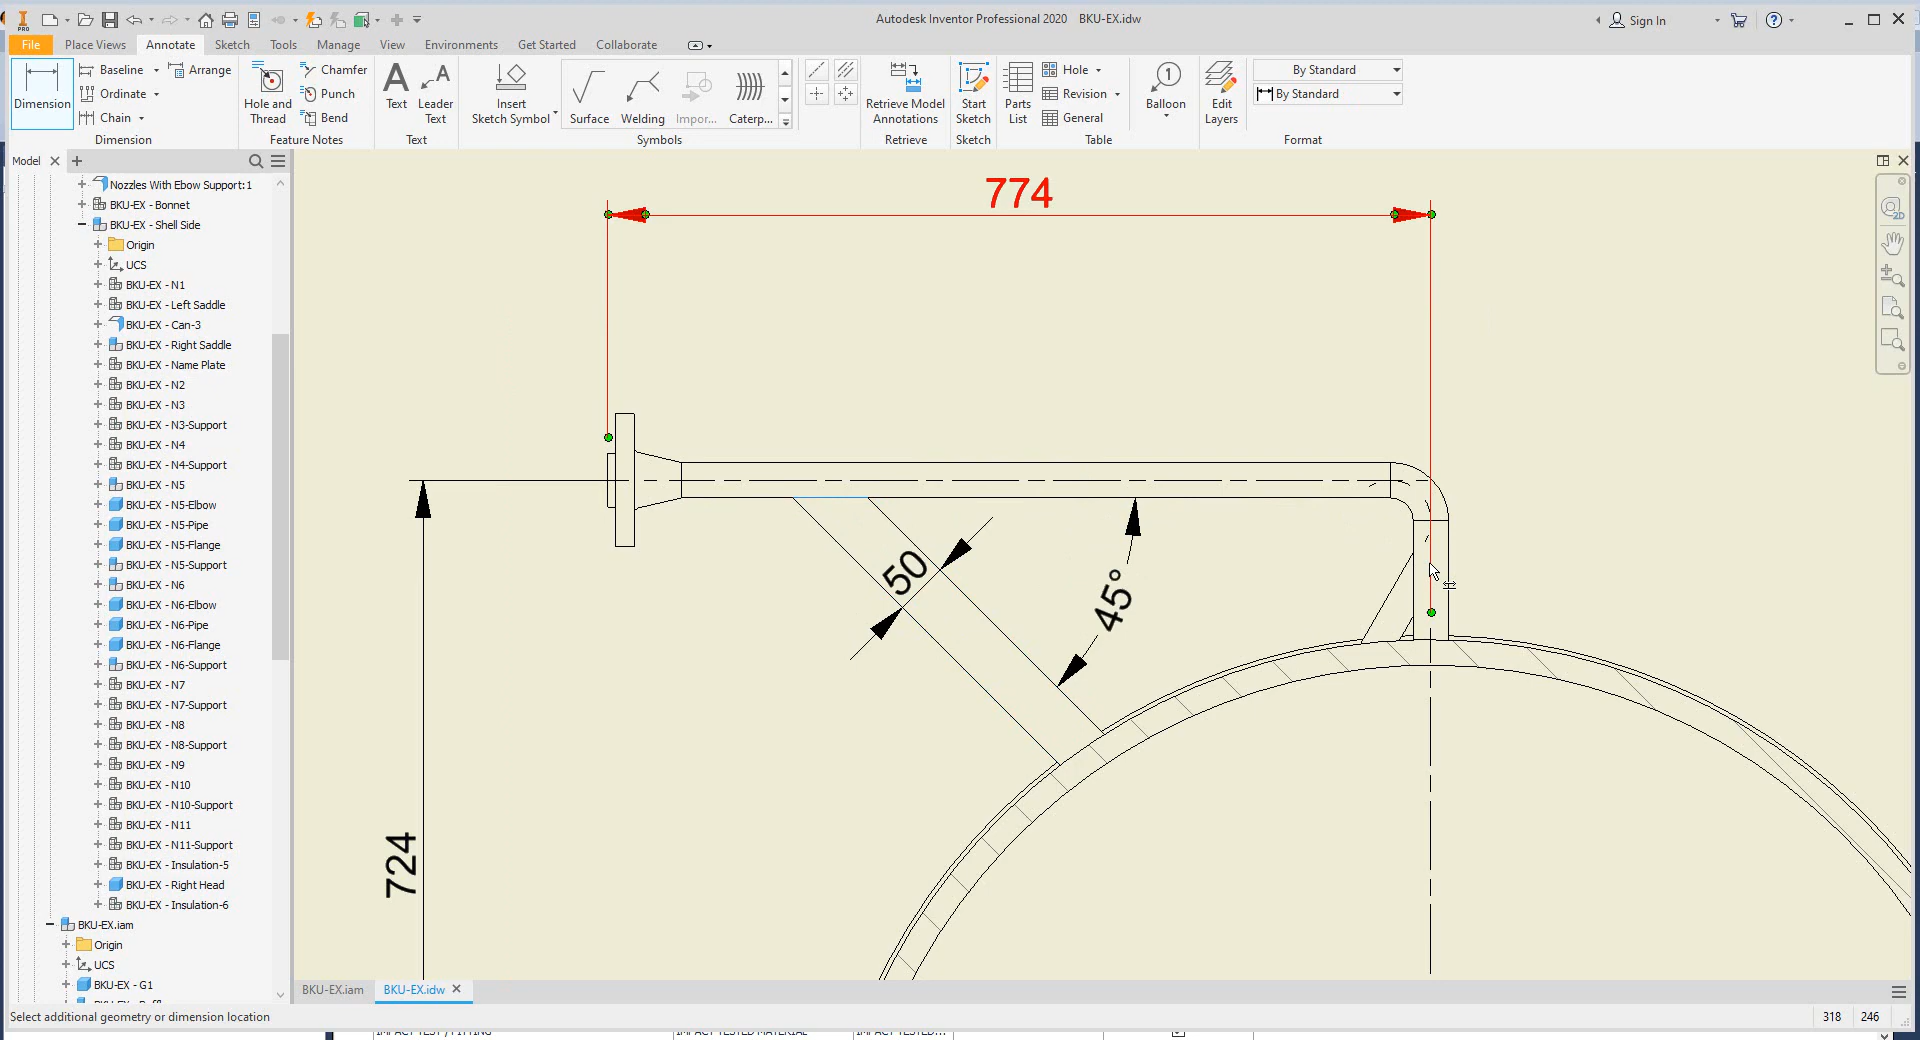 PRO
Autodesk Inventor Professional 2020 BKU-EX.idw
Sign In
File Place Views Annotate Sketch Tools Manage View Environments Get Started Collaborate
Dimension
Baseline
Ordinate
Chain
Arrange
Dimension
Hole and
Thread
Chamfer
Punch
Bend
Feature Notes
Text
Leader
Text
Text
Insert
Sketch Symbol
Surface
Welding
Impor...
Caterp...
Symbols
Retrieve Model
Annotations
Retrieve
Start
Sketch
Sketch
Parts
List
Hole
Revision
General
Table
1
Balloon
Edit
Layers
By Standard
By Standard
Format
Model
Nozzles With Ebow Support:1
BKU-EX - Bonnet
BKU-EX - Shell Side
Origin
UCS
BKU-EX - N1
BKU-EX - Left Saddle
BKU-EX - Can-3
BKU-EX - Right Saddle
BKU-EX - Name Plate
BKU-EX - N2
BKU-EX - N3
BKU-EX - N3-Support
BKU-EX - N4
BKU-EX - N4-Support
BKU-EX - N5
BKU-EX - N5-Elbow
BKU-EX - N5-Pipe
BKU-EX - N5-Flange
BKU-EX - N5-Support
BKU-EX - N6
BKU-EX - N6-Elbow
BKU-EX - N6-Pipe
BKU-EX - N6-Flange
BKU-EX - N6-Support
BKU-EX - N7
BKU-EX - N7-Support
BKU-EX - N8
BKU-EX - N8-Support
BKU-EX - N9
BKU-EX - N10
BKU-EX - N10-Support
BKU-EX - N11
BKU-EX - N11-Support
BKU-EX - Insulation-5
BKU-EX - Right Head
BKU-EX - Insulation-6
BKU-EX.iam
Origin
UCS
BKU-EX - G1
774
50
45°
724
2D
BKU-EX.iam
BKU-EX.idw
Select additional geometry or dimension location
318 246
IMPACT TEST / FITTING
IMPACT TESTED MATERIAL
IMPACT TESTED...